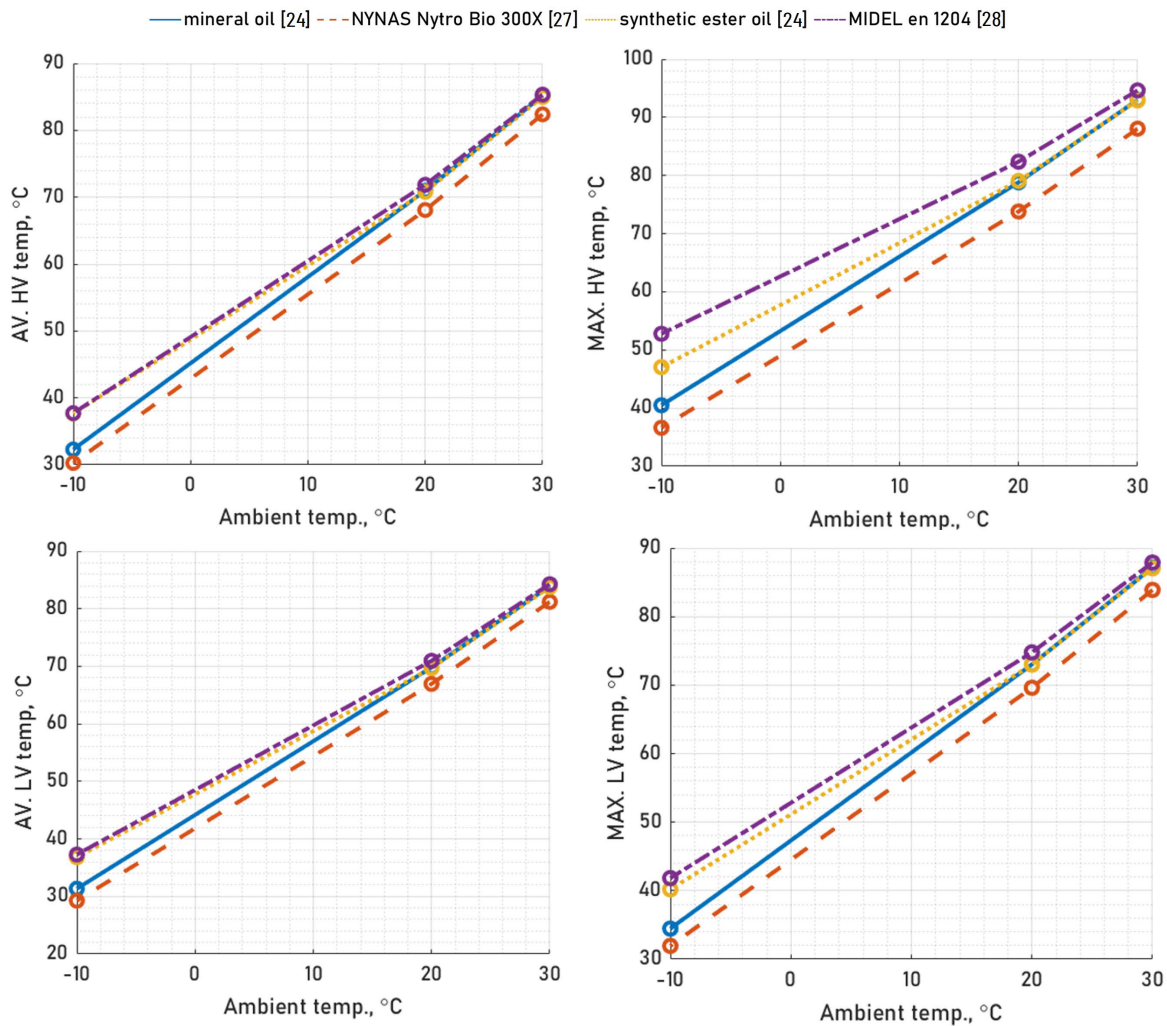 mineral oil [24] NYNAS Nytro Bio 300X [27] synthetic ester oil [24] MIDEL en 1204 [28]
90
80
70
60
50
40
30
-10 0 10 20 30
AV. HV temp, °C
Ambient temp., °C
100
90
80
70
60
50
40
30
-10 0 10 20 30
MAX. HV temp, °C
Ambient temp., °C
90
80
70
60
50
40
30
20
-10 0 10 20 30
AV. LV temp, °C
Ambient temp., °C
90
80
70
60
50
40
30
-10 0 10 20 30
MAX. LV temp, °C
Ambient temp., °C